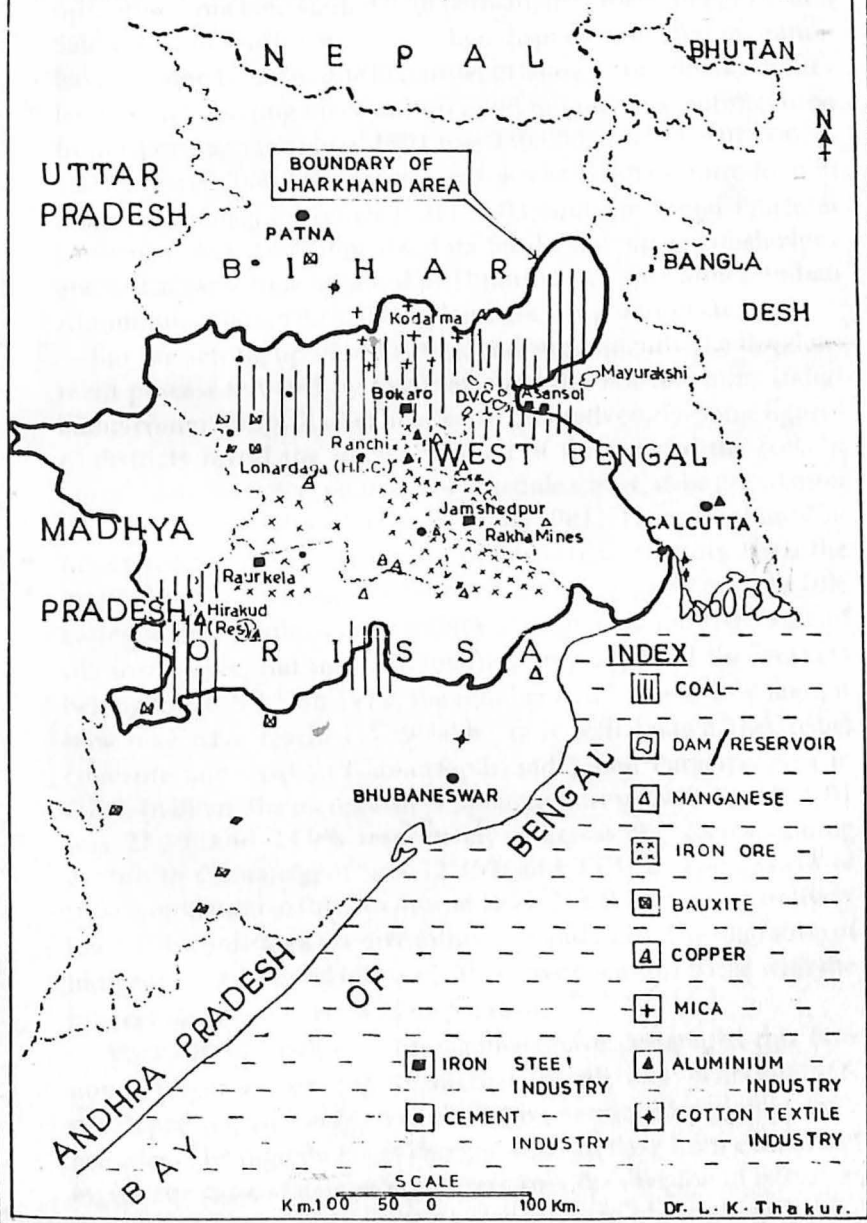 NEPAL
BHUTAN
N
BOUNDARY OF
JHARKHAND AREA
UTTAR
PRADESH
PATNA
BIHAR
BANGLA
DESH
Kodarma
Mayurakshi
D.V.C.
Asansol
Bokaro
Ranchi
WEST BENGAL
Lohardaga (H.E.C.)
Jamshedpur
CALCUTTA
Rakha Mines
MADHYA
PRADESH
Raurkela
Hirakud
(Res)
ORISSA
INDEX
COAL
DAM / RESERVOIR
MANGANESE
IRON ORE
BAUXITE
COPPER
MICA
ALUMINIUM
INDUSTRY
COTTON TEXTILE
INDUSTRY
IRON STEEL
INDUSTRY
CEMENT
INDUSTRY
BHUBANESWAR
ANDHRA PRADESH
BAY OF BENGAL
SCALE
Km.100 50 0 100 Km.
Dr. L. K. Thakur.